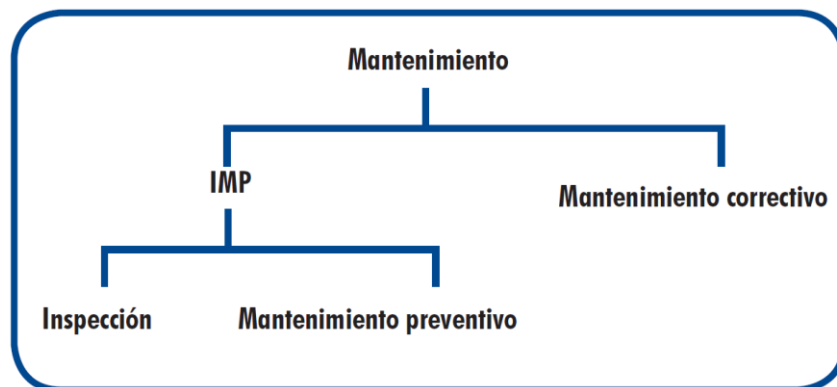 Mantenimiento
IMP
Mantenimiento correctivo
Inspección
Mantenimiento preventivo